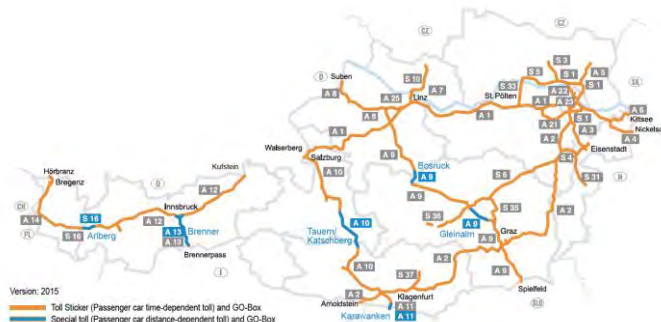 CZ
CZ
D
Suben
A 8
A 25
S 10
A 7
Linz
A 8
A 1
S 33
St.Pölten
S 5
S 3
S 1
A 5
S 1
A 22
A 23
SK
A 6
Kittsee
A 4
Nickelsdorf
A 1
A 21
S 1
A 3
A 2
Eisenstadt
Walserberg
A 1
Salzburg
A 9
Bosruck
A 9
S 6
S 4
S 31
H
Kufstein
A 10
Hörbranz
Bregenz
D
A 12
A 9
S 36
S 35
Gleinalm
A 9
Graz
A 2
CH
A 14
FL
S 16
S 16
Arlberg
Innsbruck
A 12
A 13
A 13
Brenner
Brennerpass
I
Tauern/
Katschberg
A 10
A 10
A 9
A 2
A 9
Spielfeld
SLO
S 37
A 2
Klagenfurt
Arnoldstein
A 11
Karawanken
A 11
Version: 2015
Toll Sticker (Passenger car time-dependent toll) and GO-Box
Special toll (Passenger car distance-dependent toll) and GO-Box